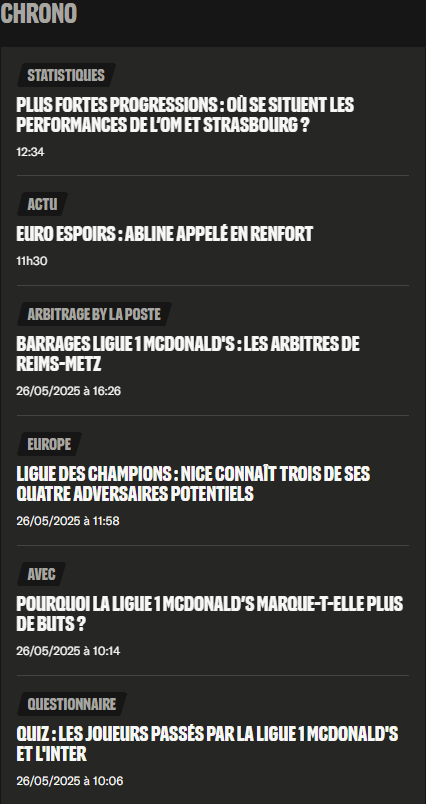 CHRONO
STATISTIQUES
PLUS FORTES PROGRESSIONS : OÙ SE SITUENT LES
PERFORMANCES DE L'OM ET STRASBOURG ?
12:34
ACTU
EURO ESPOIRS : ABLINE APPELÉ EN RENFORT
11h30
ARBITRAGE BY LA POSTE
BARRAGES LIGUE 1 MCDONALD'S : LES ARBITRES DE
REIMS-METZ
26/05/2025 à 16:26
EUROPE
LIGUE DES CHAMPIONS : NICE CONNAÎT TROIS DE SES
QUATRE ADVERSAIRES POTENTIELS
26/05/2025 à 11:58
AVEC
POURQUOI LA LIGUE 1 MCDONALD'S MARQUE-T-ELLE PLUS
DE BUTS ?
26/05/2025 à 10:14
QUESTIONNAIRE
QUIZ : LES JOUEURS PASSÉS PAR LA LIGUE 1 MCDONALD'S
ET L'INTER
26/05/2025 à 10:06